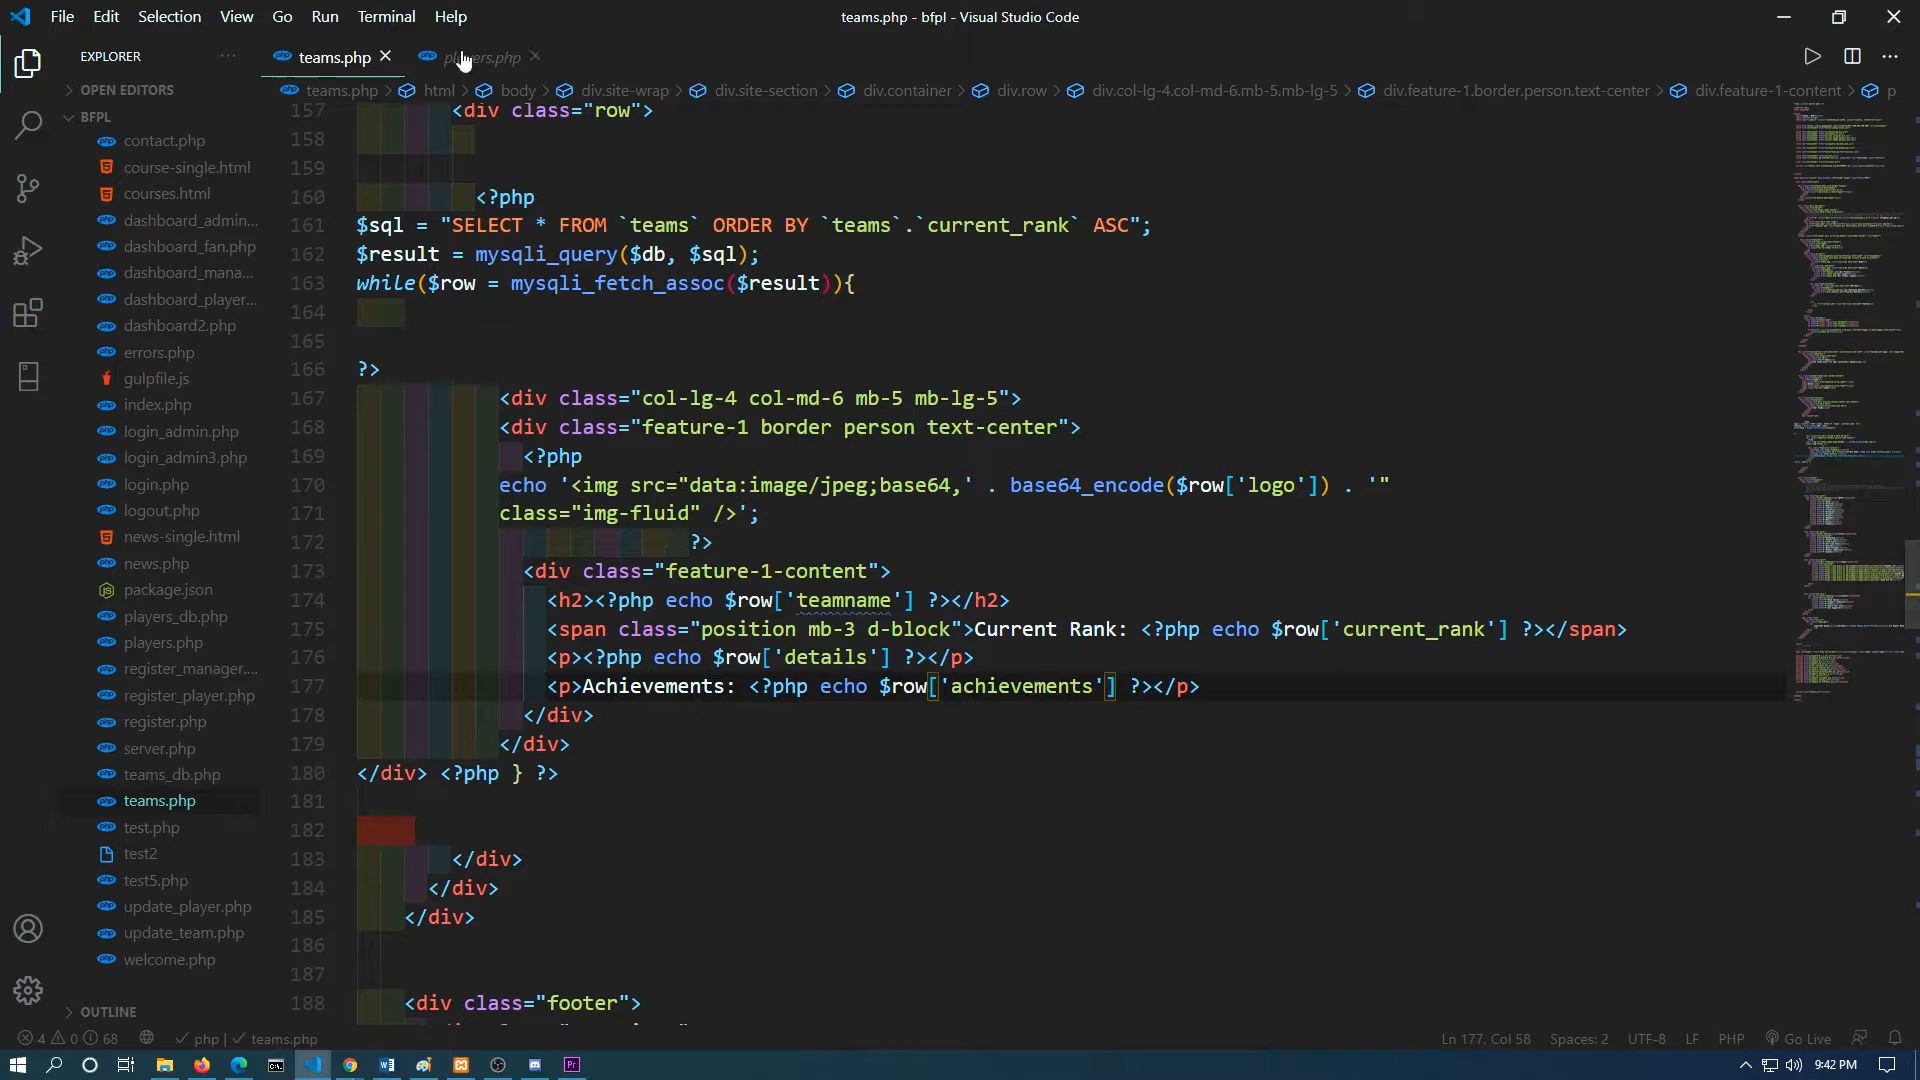 File Edit Selection View Go Run Terminal Help
teams.php - bfpl - Visual Studio Code
EXPLORER
teams.php
players.php
OPEN EDITORS
teams.php > html > body > div.site-wrap > div.site-section > div.container > div.row > div.col-lg-4.col-md-6.mb-5.mb-lg-5 > div.feature-1.border.person.text-center > div.feature-1-content > p
BFPL
contact.php
course-single.html
courses.html
dashboard_admin...
dashboard_fan.php
dashboard_mana...
dashboard_player...
dashboard2.php
errors.php
gulpfile.js
index.php
login_admin.php
login_admin3.php
login.php
logout.php
news-single.html
news.php
package.json
players_db.php
players.php
register_manager....
register_player.php
register.php
server.php
teams_db.php
teams.php
test.php
test2
test5.php
update_player.php
update_team.php
welcome.php
OUTLINE
157 <div class="row">
158
159
160 <?php
161 $sql = "SELECT * FROM `teams` ORDER BY `teams`.`current_rank` ASC";
162 $result = mysqli_query($db, $sql);
163 while($row = mysqli_fetch_assoc($result)){
164
165
166 ?>
167 <div class="col-lg-4 col-md-6 mb-5 mb-lg-5">
168 <div class="feature-1 border person text-center">
169 <?php
170 echo '<img src="data:image/jpeg;base64,' . base64_encode($row['logo']) . '"
171 class="img-fluid" />';
172 ?>
173 <div class="feature-1-content">
174 <h2><?php echo $row['teamname'] ?></h2>
175 <span class="position mb-3 d-block">Current Rank: <?php echo $row['current_rank'] ?></span>
176 <p><?php echo $row['details'] ?></p>
177 <p>Achievements: <?php echo $row['achievements'] ?></p>
178 </div>
179 </div>
180 </div> <?php } ?>
181
182
183 </div>
184 </div>
185 </div>
186
187
188 <div class="footer">
4 0 68 php | teams.php
Ln 177, Col 58 Spaces: 2 UTF-8 LF PHP Go Live
9:42 PM